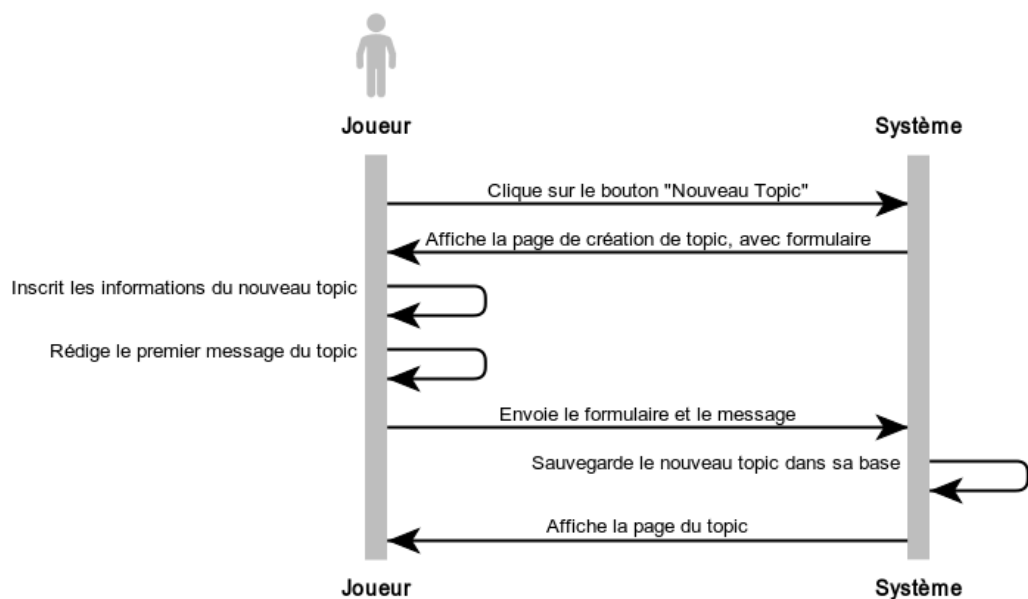 Joueur
Système
Clique sur le bouton "Nouveau Topic"
Affiche la page de création de topic, avec formulaire
Inscrit les informations du nouveau topic
Rédige le premier message du topic
Envoie le formulaire et le message
Sauvegarde le nouveau topic dans sa base
Affiche la page du topic
Joueur
Système